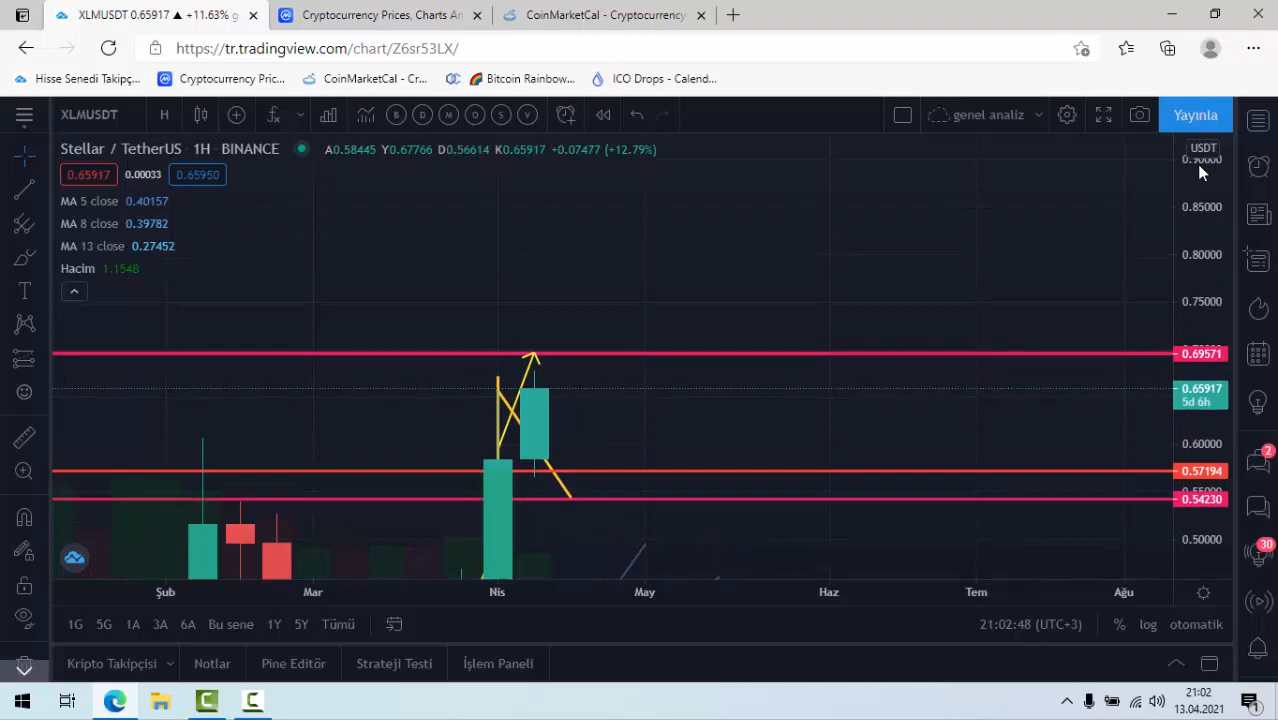 XLMUSDT 0.65917 ▲ +11.63% g
Cryptocurrency Prices, Charts An
CoinMarketCal - Cryptocurrency
https://tr.tradingview.com/chart/Z6sr53LX/
Hisse Senedi Takipç...
Cryptocurrency Pric...
CoinMarketCal - Cr...
Bitcoin Rainbow...
ICO Drops - Calend...
XLMUSDT
H
B D M O S V
genel analiz
Yayınla
Stellar / TetherUS · 1H · BINANCE
A0.58445 Y0.67766 D0.56614 K0.65917 +0.07477 (+12.79%)
USDT
0.90000
0.65917 0.00033 0.65950
MA 5 close 0.40157
0.85000
MA 8 close 0.39782
MA 13 close 0.27452
0.80000
Hacim 1.154B
0.75000
0.69571
0.65917
5d 6h
0.60000
0.57194
0.54230
0.50000
Şub Mar Nis May Haz Tem Ağu
1G 5G 1A 3A 6A Bu sene 1Y 5Y Tümü
21:02:48 (UTC+3)
% log otomatik
Kripto Takipçisi
Notlar
Pine Editör
Strateji Testi
İşlem Paneli
2
30
21:02
13.04.2021
1